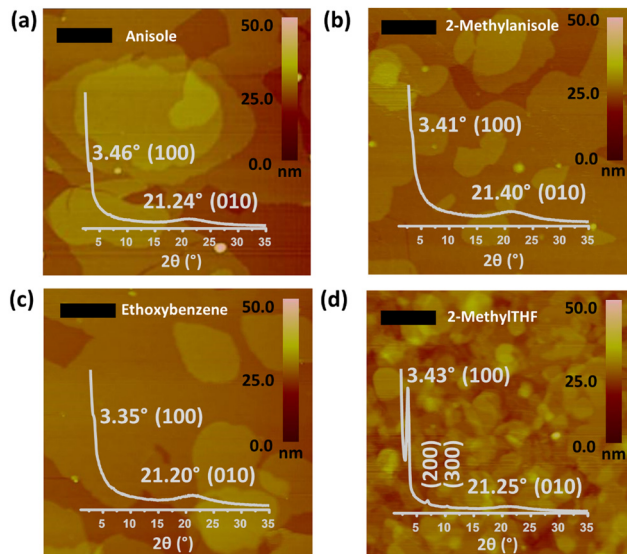 (a)
Anisole
50.0
25.0
0.0
nm
3.46° (100)
21.24° (010)
5 10 15 20 25 30 35
2θ (°)
(b)
2-Methylanisole
50.0
25.0
0.0
nm
3.41° (100)
21.40° (010)
5 10 15 20 25 30 35
2θ (°)
(c)
Ethoxybenzene
50.0
25.0
0.0
nm
3.35° (100)
21.20° (010)
5 10 15 20 25 30 35
2θ (°)
(d)
2-MethylTHF
50.0
25.0
0.0
nm
3.43° (100)
(200)
(300)
21.25° (010)
5 10 15 20 25 30 35
2θ (°)